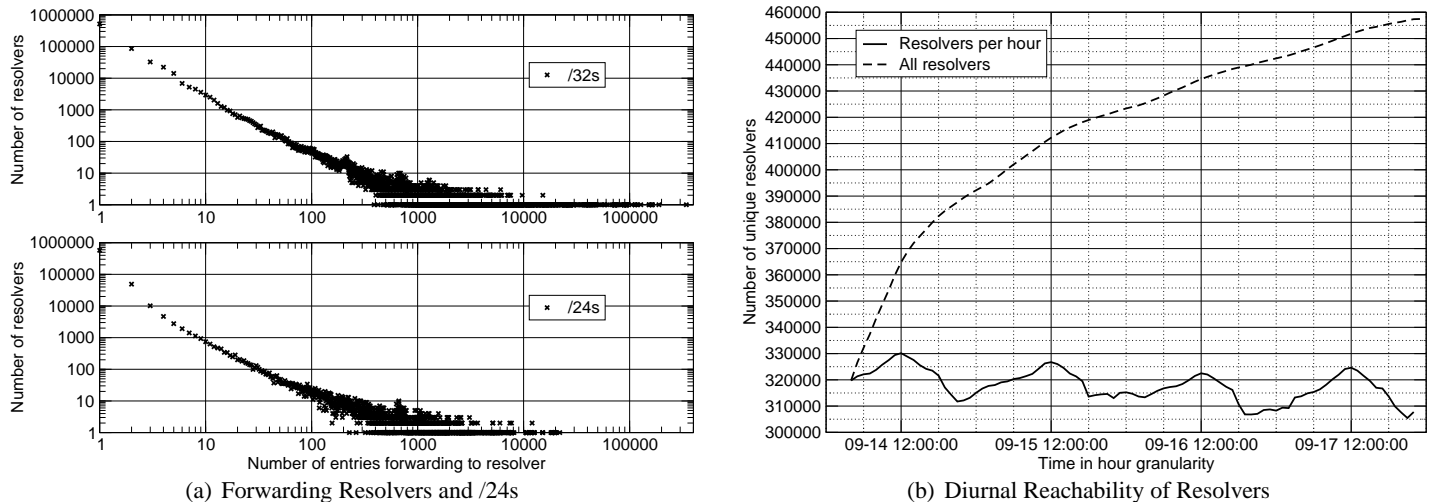 1000000
100000
10000
1000
100
10
1
Number of resolvers
/32s
1 10 100 1000 10000 100000
1000000
100000
10000
1000
100
10
1
Number of resolvers
/24s
1 10 100 1000 10000 100000
Number of entries forwarding to resolver
(a) Forwarding Resolvers and /24s
460000
450000
440000
430000
420000
410000
400000
390000
380000
370000
360000
350000
340000
330000
320000
310000
300000
Number of unique resolvers
Resolvers per hour
All resolvers
09-14 12:00:00 09-15 12:00:00 09-16 12:00:00 09-17 12:00:00
Time in hour granularity
(b) Diurnal Reachability of Resolvers